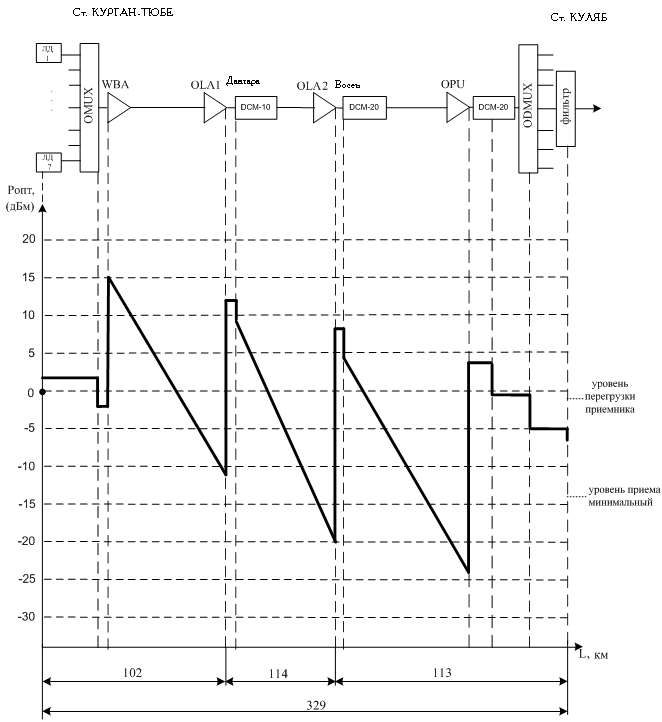 Ст. КУРГАН-ТЮБЕ
Ст. КУЛЯБ
ЛД
1
ЛД
7
OMUX
WBA
OLA1
Дангара
DCM-10
OLA2
Восеъ
DCM-20
OPU
DCM-20
ODMUX
фильтр
Pопт,
(дБм)
20
15
10
5
0
-5
-10
-15
-20
-25
-30
уровень
перегрузки
приемника
уровень приема
минимальный
L, км
102
114
113
329